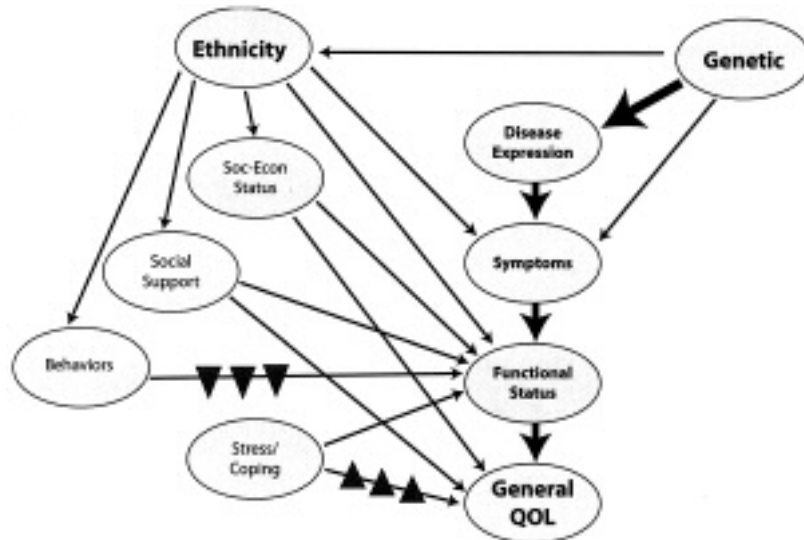 Ethnicity
Genetic
Disease
Expression
Soc-Econ
Status
Social
Support
Symptoms
Behaviors
Functional
Status
Stress/
Coping
General
QOL